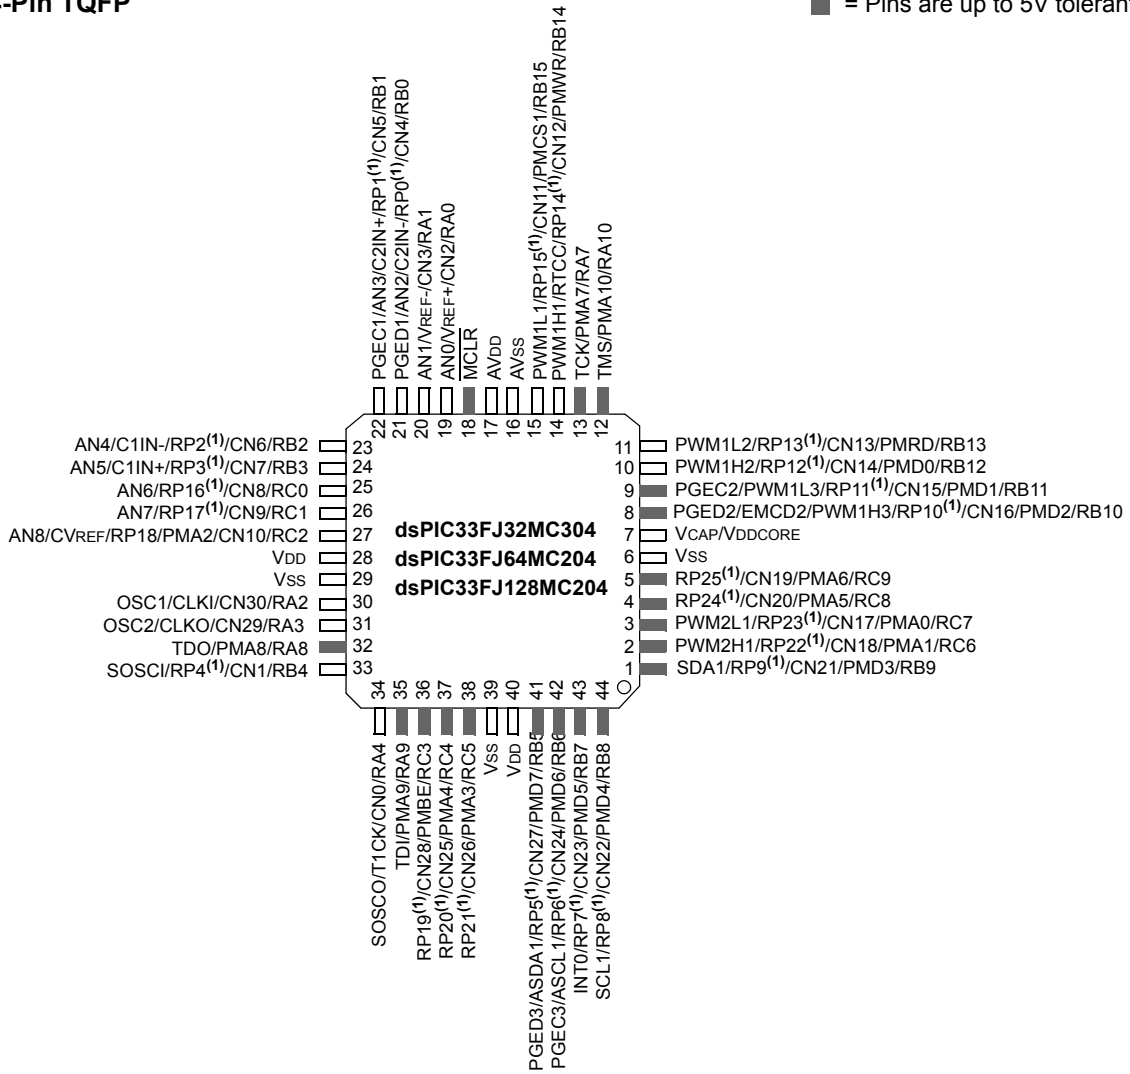 -Pin TQFP
= Pins are up to 5V toleran
PGEC1/AN3/C2IN+/RP1(1)/CN5/RB1
PGED1/AN2/C2IN-/RP0(1)/CN4/RB0
AN1/VREF-/CN3/RA1
AN0/VREF+/CN2/RA0
MCLR
AVDD
AVSS
PWM1L1/RP15(1)/CN11/PMCS1/RB15
PWM1H1/RTCC/RP14(1)/CN12/PMWR/RB14
TCK/PMA7/RA7
TMS/PMA10/RA10
22 21 20 19 18 17 16 15 14 13 12
AN4/C1IN-/RP2(1)/CN6/RB2 23
AN5/C1IN+/RP3(1)/CN7/RB3 24
AN6/RP16(1)/CN8/RC0 25
AN7/RP17(1)/CN9/RC1 26
AN8/CVREF/RP18/PMA2/CN10/RC2 27
VDD 28
VSS 29
OSC1/CLKI/CN30/RA2 30
OSC2/CLKO/CN29/RA3 31
TDO/PMA8/RA8 32
SOSCI/RP4(1)/CN1/RB4 33
dsPIC33FJ32MC304
dsPIC33FJ64MC204
dsPIC33FJ128MC204
11 PWM1L2/RP13(1)/CN13/PMRD/RB13
10 PWM1H2/RP12(1)/CN14/PMD0/RB12
9 PGEC2/PWM1L3/RP11(1)/CN15/PMD1/RB11
8 PGED2/EMCD2/PWM1H3/RP10(1)/CN16/PMD2/RB10
7 VCAP/VDDCORE
6 VSS
5 RP25(1)/CN19/PMA6/RC9
4 RP24(1)/CN20/PMA5/RC8
3 PWM2L1/RP23(1)/CN17/PMA0/RC7
2 PWM2H1/RP22(1)/CN18/PMA1/RC6
1 SDA1/RP9(1)/CN21/PMD3/RB9
34 35 36 37 38 39 40 41 42 43 44
SOSCO/T1CK/CN0/RA4
TDI/PMA9/RA9
RP19(1)/CN28/PMBE/RC3
RP20(1)/CN25/PMA4/RC4
RP21(1)/CN26/PMA3/RC5
VSS
VDD
PGED3/ASDA1/RP5(1)/CN27/PMD7/RB5
PGEC3/ASCL1/RP6(1)/CN24/PMD6/RB6
INT0/RP7(1)/CN23/PMD5/RB7
SCL1/RP8(1)/CN22/PMD4/RB8